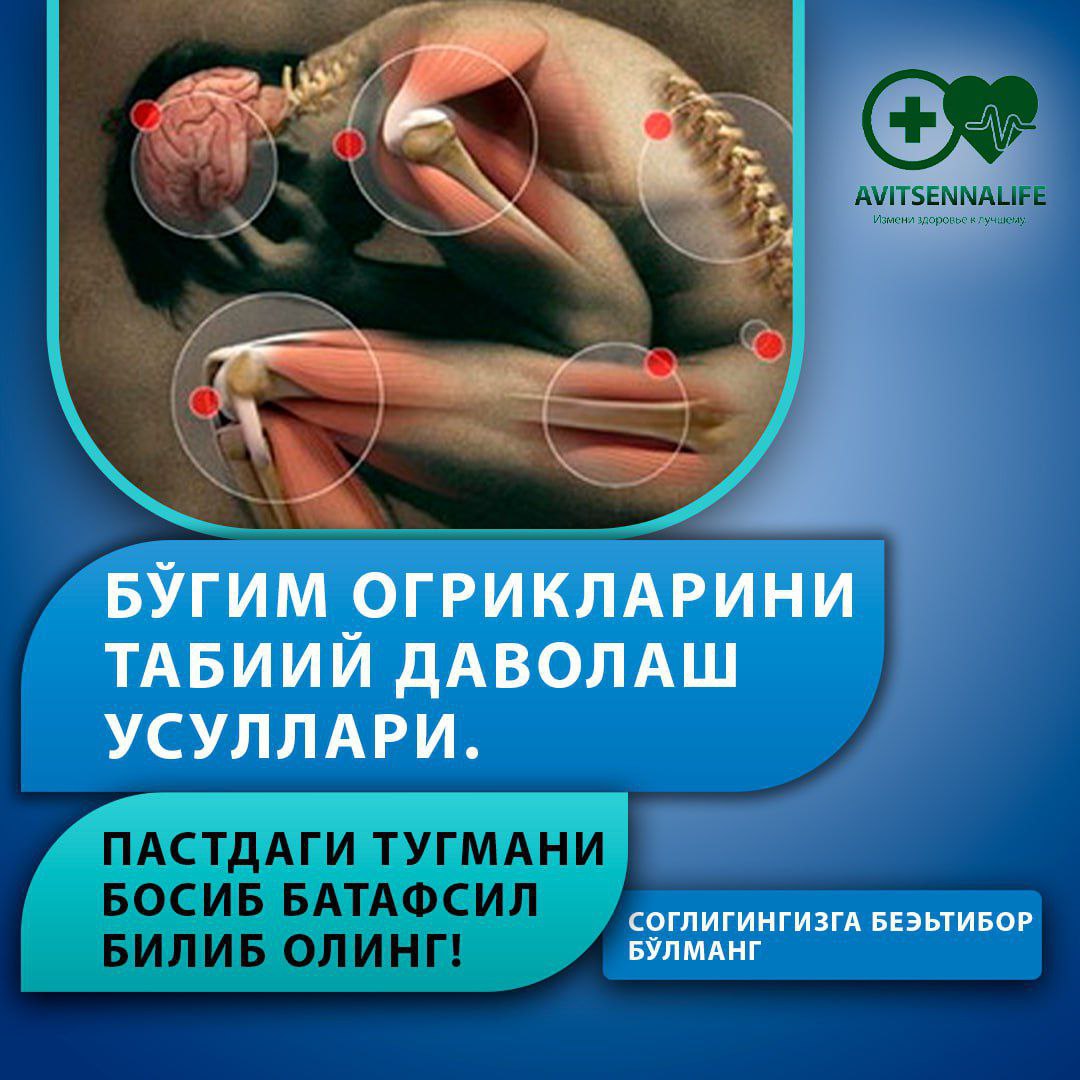 AVITSENNALIFE
Измени здоровье к лучшему
БЎГИМ ОГРИКЛАРИНИ
ТАБИИЙ ДАВОЛАШ
УСУЛЛАРИ.
ПАСТДАГИ ТУГМАНИ
БОСИБ БАТАФСИЛ
БИЛИБ ОЛИНГ!
СОГЛИГИНГИЗГА БЕЭЬТИБОР
БЎЛМАНГ